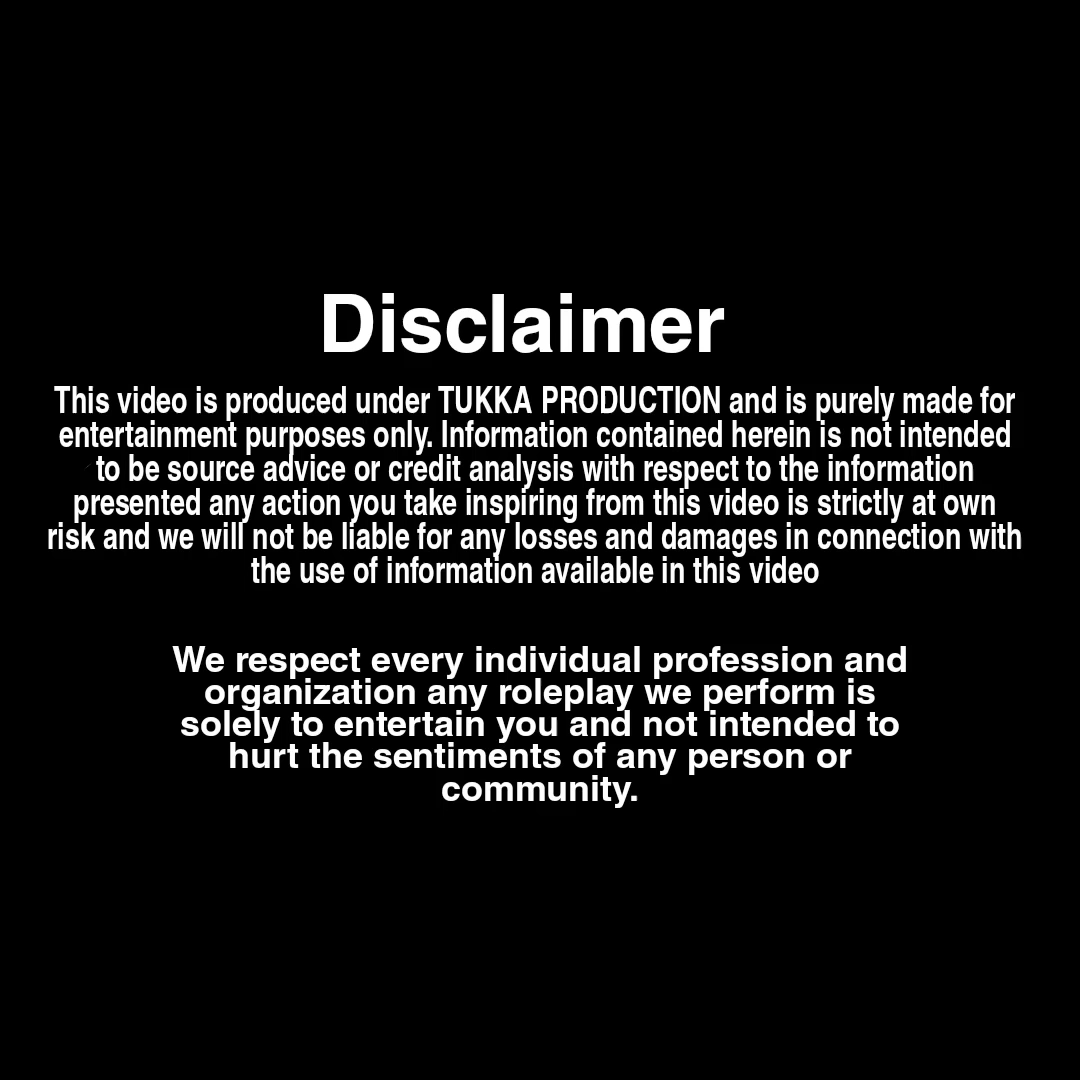 Disclaimer
This video is produced under TUKKA PRODUCTION and is purely made for
entertainment purposes only. Information contained herein is not intended
to be source advice or credit analysis with respect to the information
presented any action you take inspiring from this video is strictly at own
risk and we will not be liable for any losses and damages in connection with
the use of information available in this video
We respect every individual profession and
organization any roleplay we perform is
solely to entertain you and not intended to
hurt the sentiments of any person or
community.